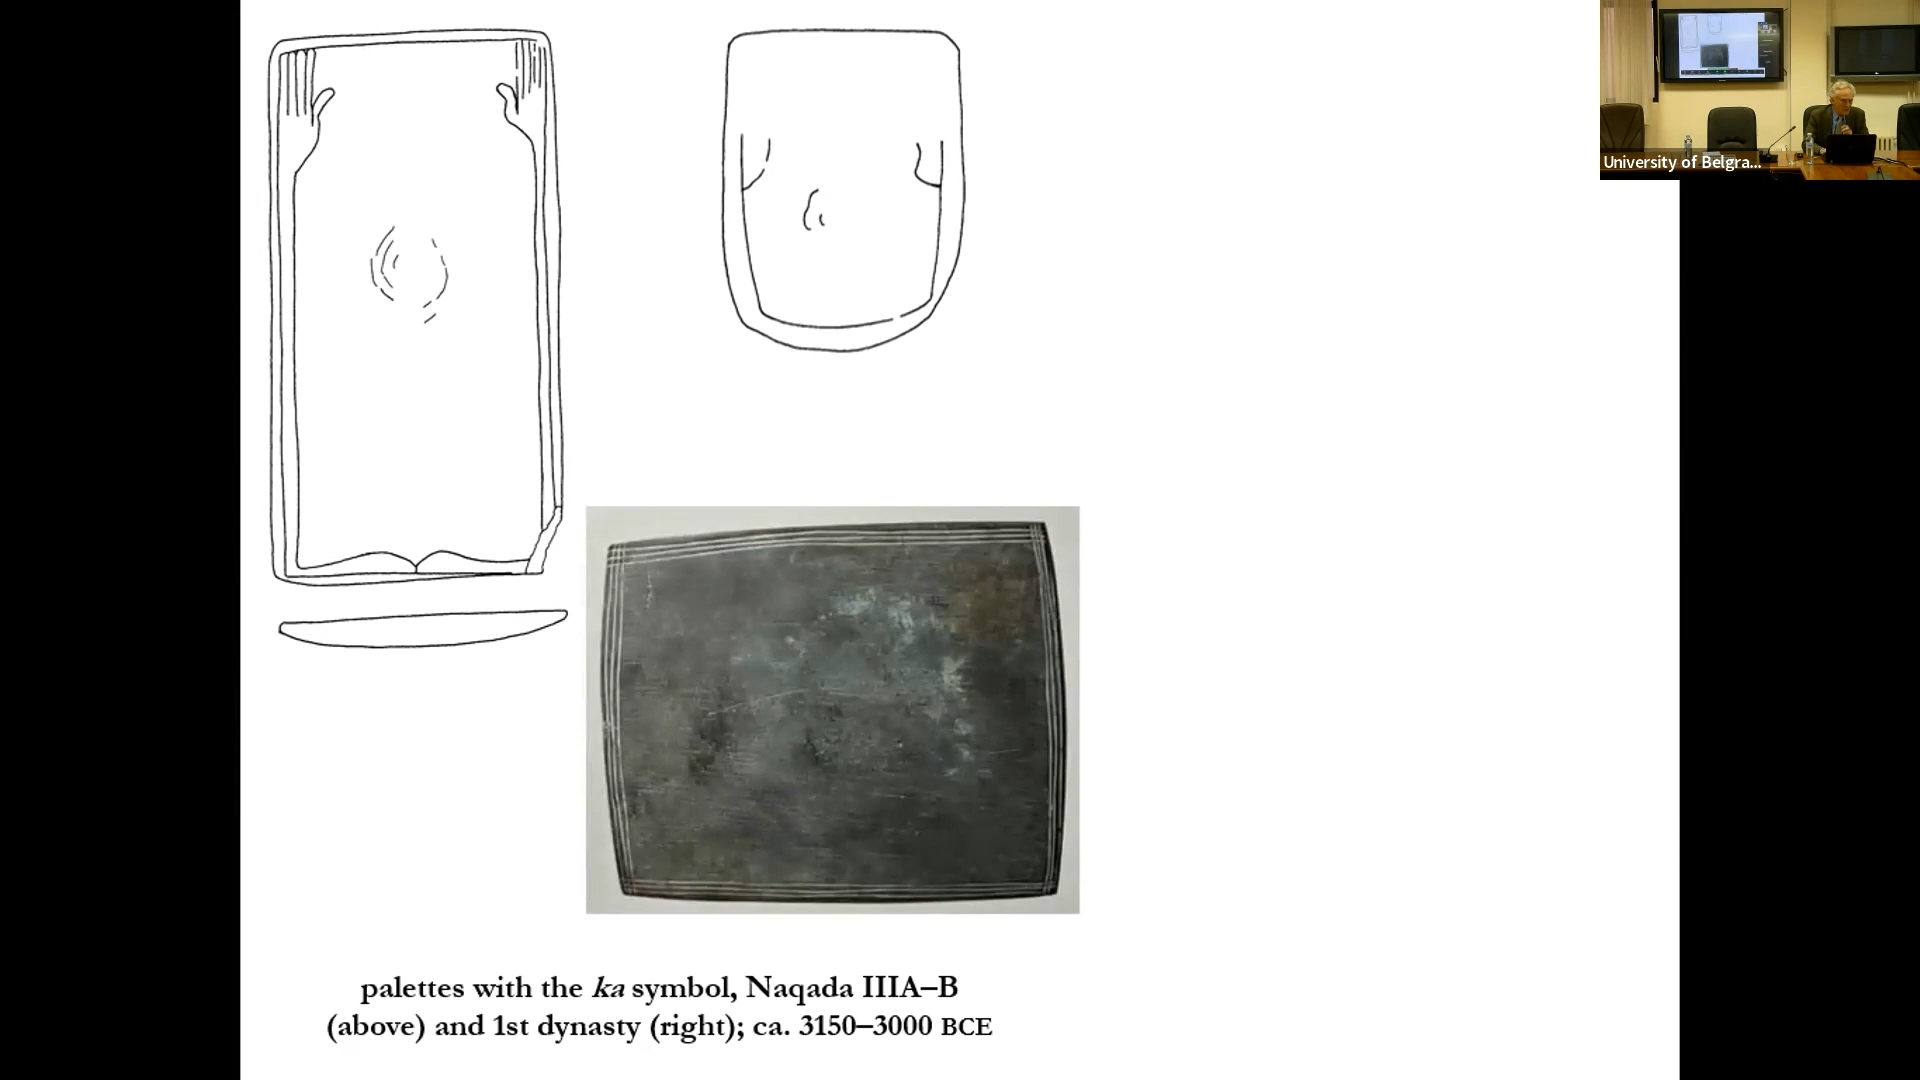 University of Belgra...
palettes with the ka symbol, Naqada IIIA–B
(above) and 1st dynasty (right); ca. 3150–3000 BCE